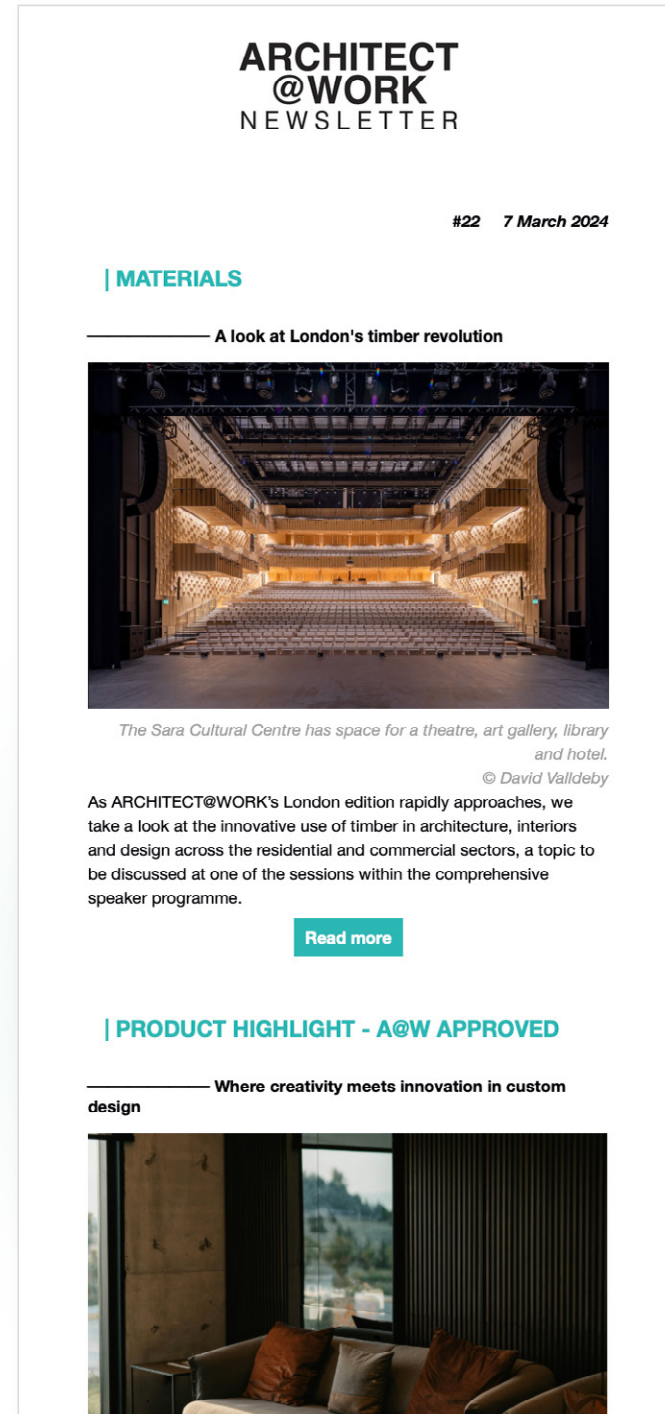 ARCHITECT
@WORK
NEWSLETTER
#22 7 March 2024
| MATERIALS
A look at London's timber revolution
The Sara Cultural Centre has space for a theatre, art gallery, library
and hotel.
© David Valldeby
As ARCHITECT@WORK’s London edition rapidly approaches, we
take a look at the innovative use of timber in architecture, interiors
and design across the residential and commercial sectors, a topic to
be discussed at one of the sessions within the comprehensive
speaker programme.
Read more
| PRODUCT HIGHLIGHT - A@W APPROVED
Where creativity meets innovation in custom
design